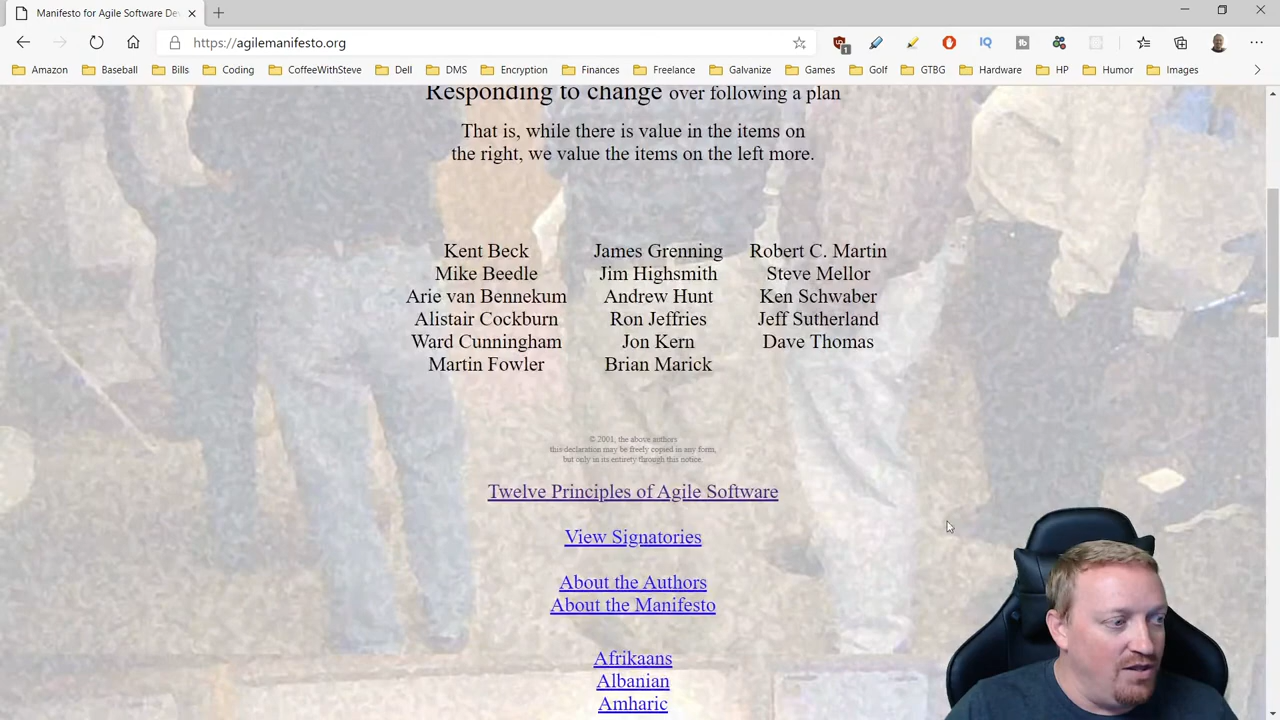 Manifesto for Agile Software De
https://agilemanifesto.org
1
IQ
tb
Amazon
Baseball
Bills
Coding
CoffeeWithSteve
Dell
DMS
Encryption
Finances
Freelance
Galvanize
Games
Golf
GTBG
Hardware
HP
Humor
Images
Responding to change over following a plan
That is, while there is value in the items on
the right, we value the items on the left more.
Kent Beck
Mike Beedle
Arie van Bennekum
Alistair Cockburn
Ward Cunningham
Martin Fowler
James Grenning
Jim Highsmith
Andrew Hunt
Ron Jeffries
Jon Kern
Brian Marick
Robert C. Martin
Steve Mellor
Ken Schwaber
Jeff Sutherland
Dave Thomas
© 2001, the above authors
this declaration may be freely copied in any form,
but only in its entirety through this notice.
Twelve Principles of Agile Software
View Signatories
About the Authors
About the Manifesto
Afrikaans
Albanian
Amharic